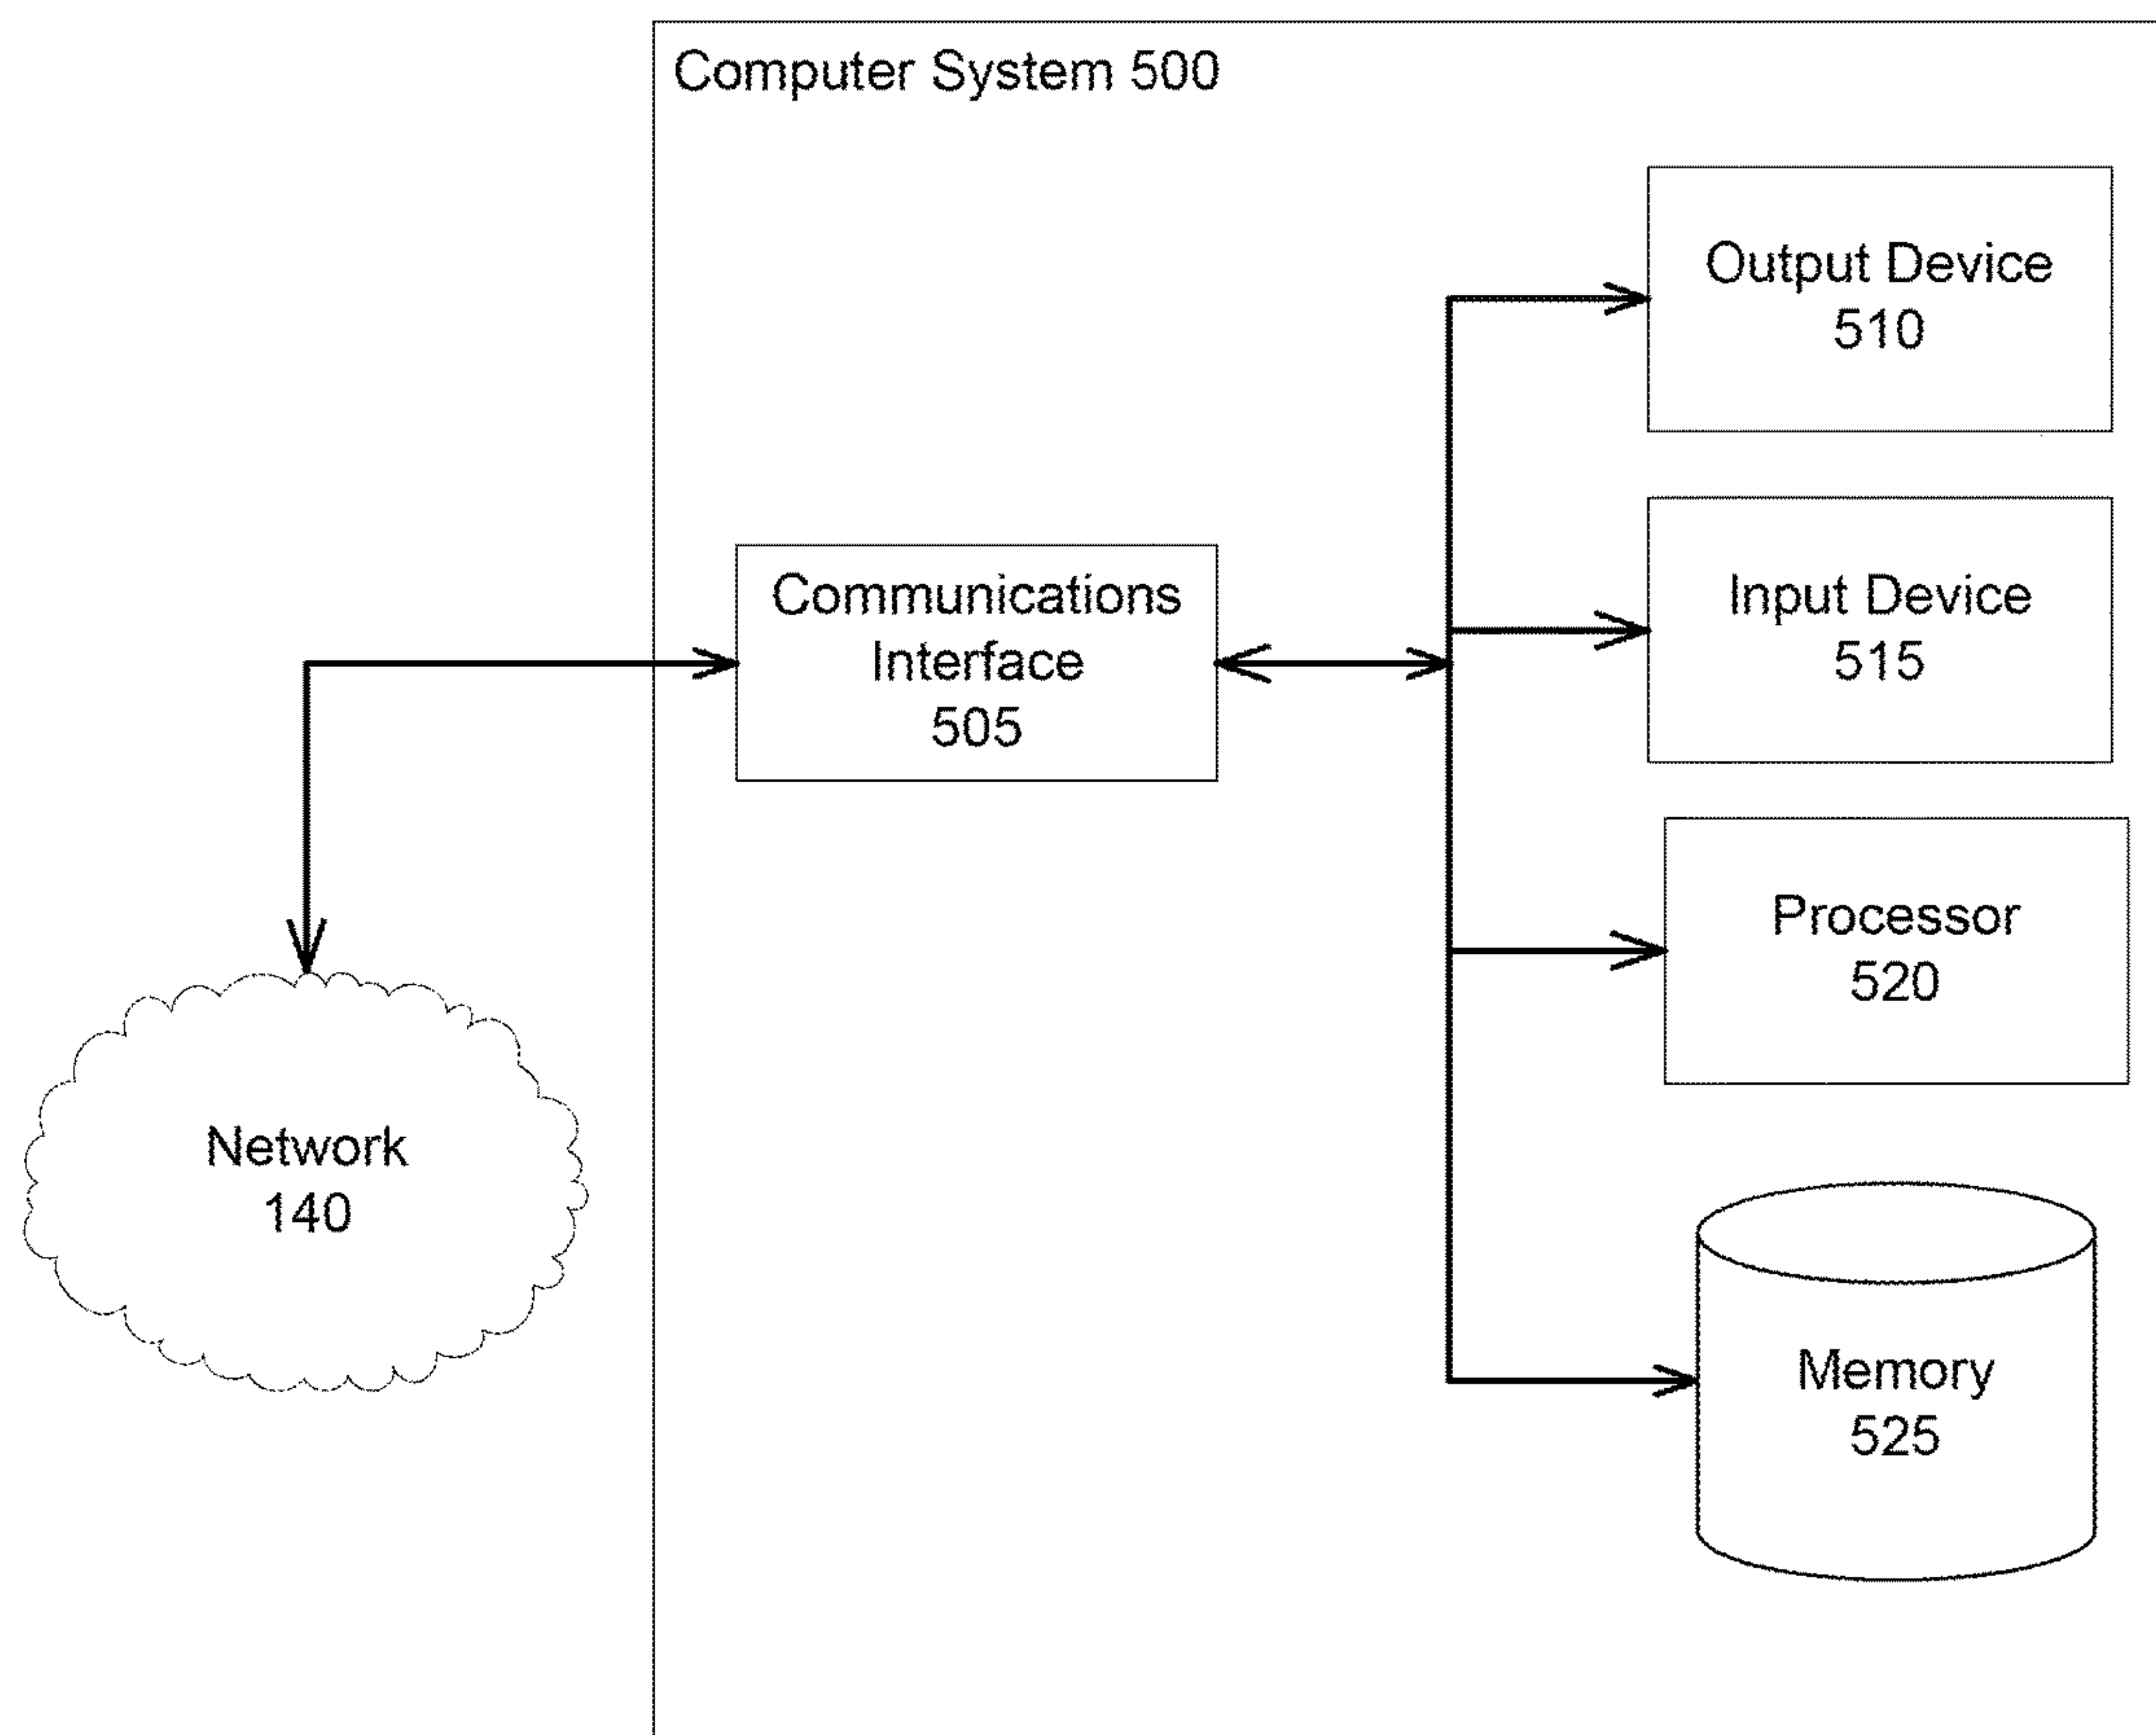 Computer System 500
Output Device
510
Communications
Interface
505
Input Device
515
Processor
520
Network
140
Memory
525